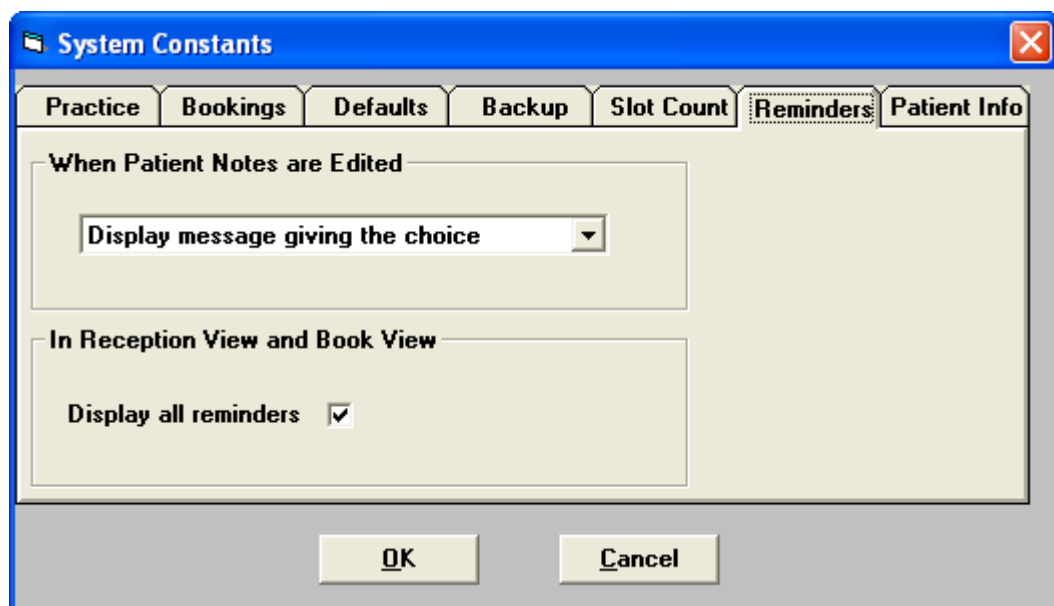 System Constants
Practice Bookings Defaults Backup Slot Count Reminders Patient Info
When Patient Notes are Edited
Display message giving the choice
In Reception View and Book View
Display all reminders
OK Cancel